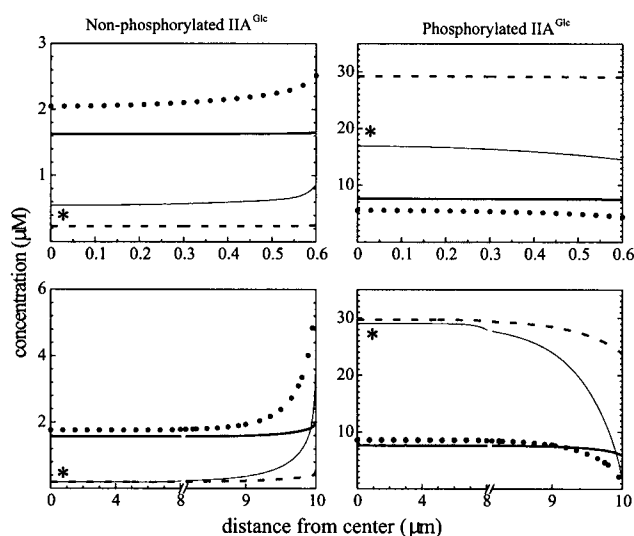 Non-phosphorylated IIA^Glc
Phosphorylated IIA^Glc
3
2
1
0 0.1 0.2 0.3 0.4 0.5 0.6
*
30
20
10
0 0.1 0.2 0.3 0.4 0.5 0.6
*
concentration (μM)
6
4
2
0 4 8 9 10
*
30
20
10
0 4 8 9 10
*
distance from center (μm)